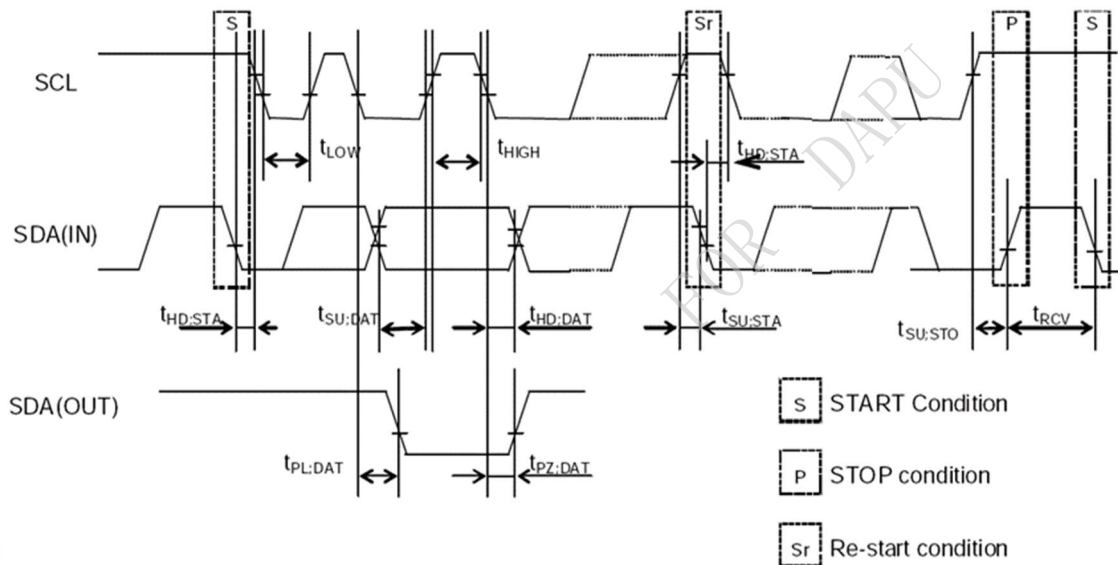 S
Sr
P
S
SCL
tLOW
tHIGH
tHD;STA
SDA(IN)
tHD;STA
tSU;DAT
tHD;DAT
tSU;STA
tSU;STO
tRCV
SDA(OUT)
tPL;DAT
tPZ;DAT
S START Condition
P STOP condition
Sr Re-start condition
FOR DAPU